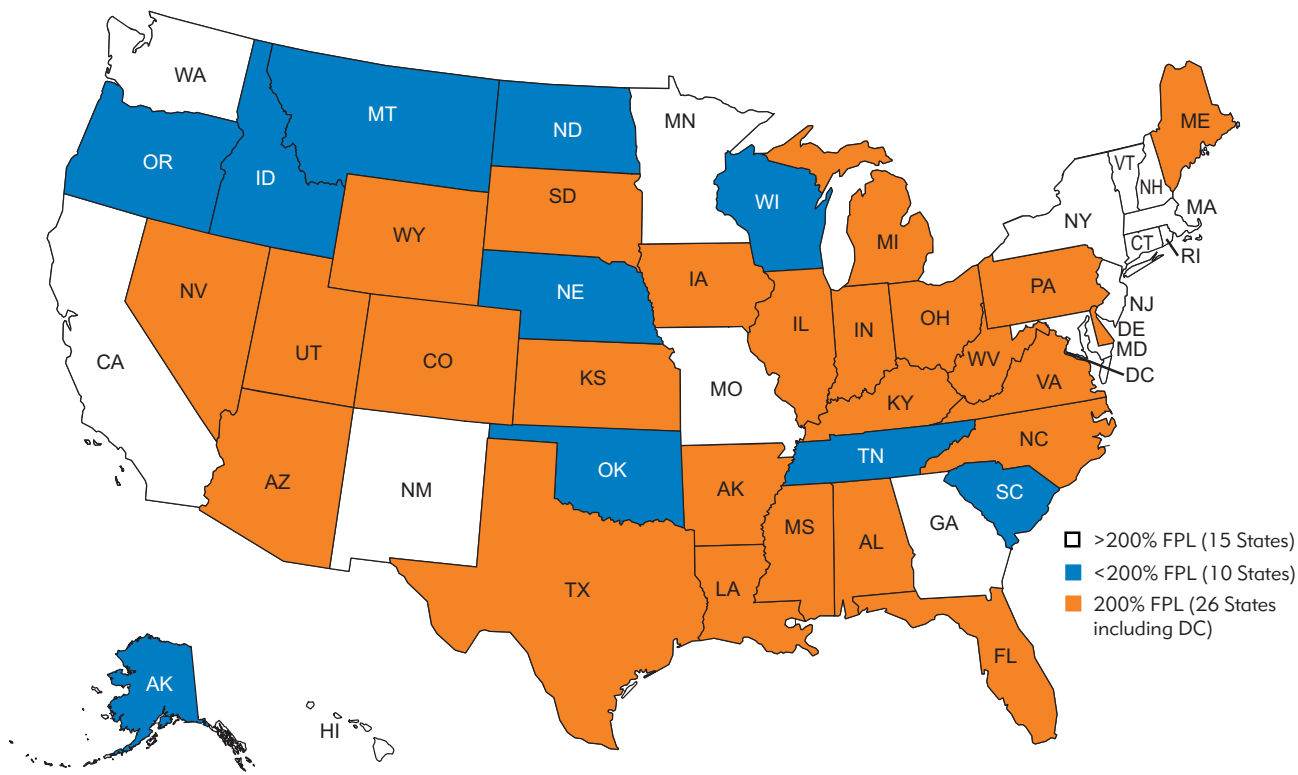 WA
MT
ND
MN
OR
ID
SD
WI
WY
MI
ME
VT
NH
NY
MA
CT
RI
NV
UT
CO
NE
IA
IL
IN
OH
PA
NJ
DE
MD
DC
CA
KS
MO
WV
VA
KY
NC
AZ
NM
OK
AK
TN
SC
MS
AL
GA
TX
LA
FL
AK
HI
>200% FPL (15 States)
<200% FPL (10 States)
200% FPL (26 States
including DC)